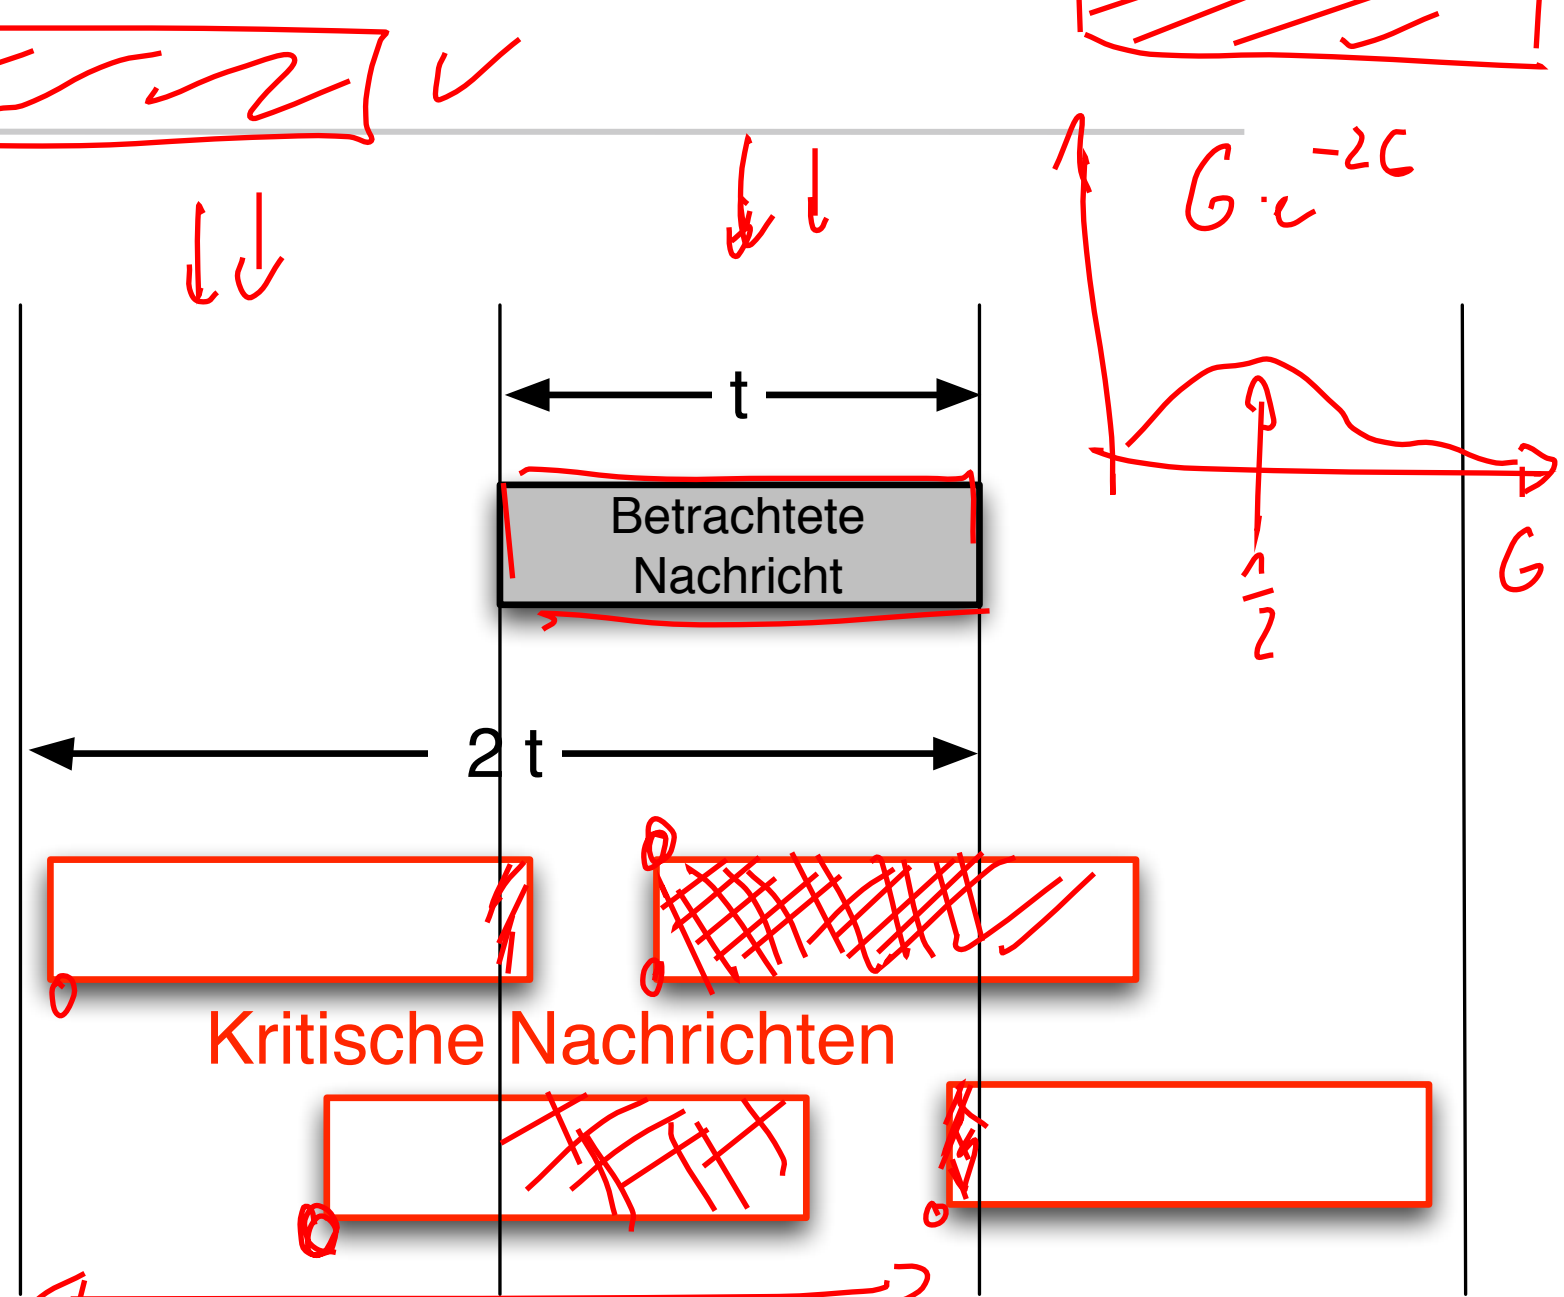 G · e^-2G
t
Betrachtete
Nachricht
G
1/2
2 t
Kritische Nachrichten